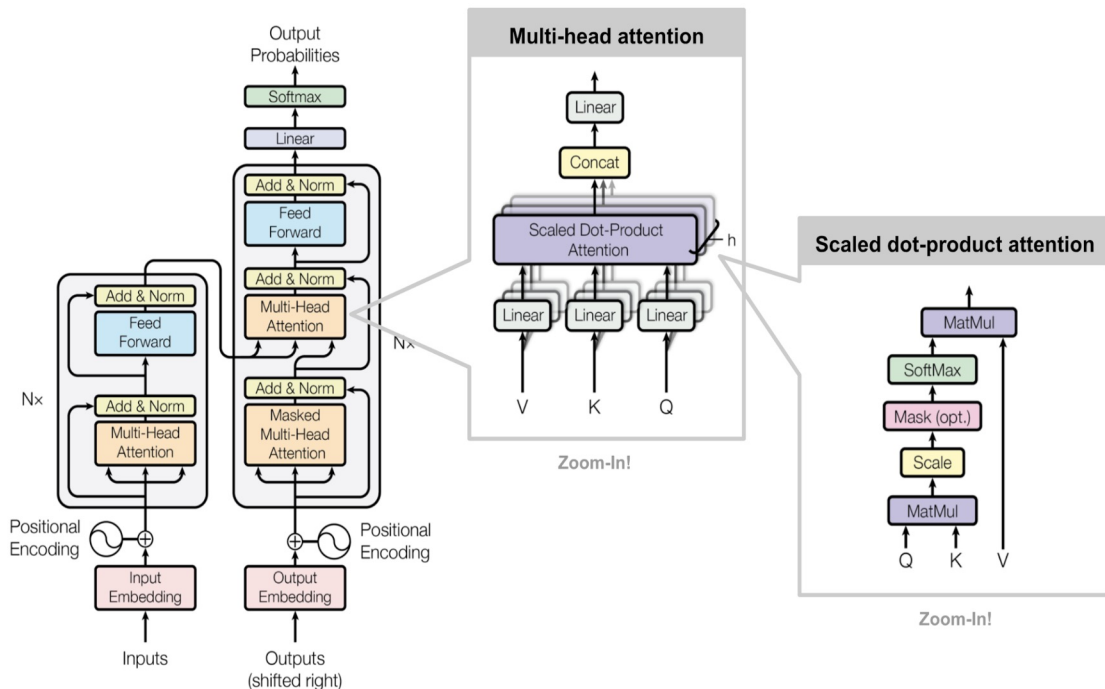 Output
Probabilities
Softmax
Linear
Add & Norm
Feed
Forward
Add & Norm
Multi-Head
Attention
Nx
Add & Norm
Masked
Multi-Head
Attention
Positional
Encoding
Output
Embedding
Outputs
(shifted right)
Add & Norm
Feed
Forward
Nx
Add & Norm
Multi-Head
Attention
Positional
Encoding
Input
Embedding
Inputs
Multi-head attention
Linear
Concat
Scaled Dot-Product
Attention
h
Linear
Linear
Linear
V
K
Q
Zoom-In!
Scaled dot-product attention
MatMul
SoftMax
Mask (opt.)
Scale
MatMul
Q
K
V
Zoom-In!